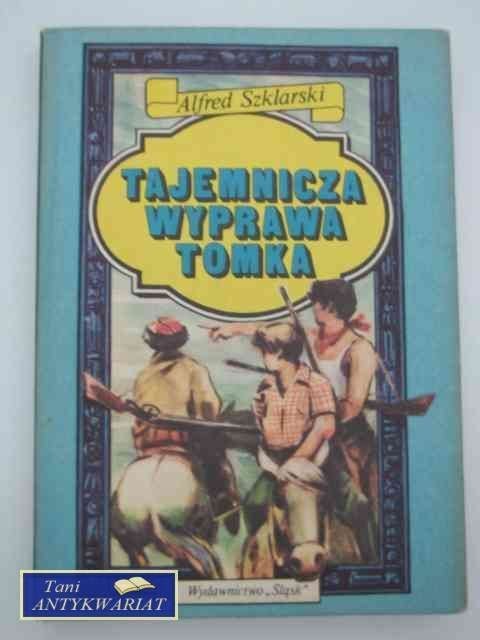 Alfred Szklarski
TAJEMNICZA
WYPRAWA
TOMKA
Wydawnictwo „Śląsk”
Tani
ANTYKWARIAT